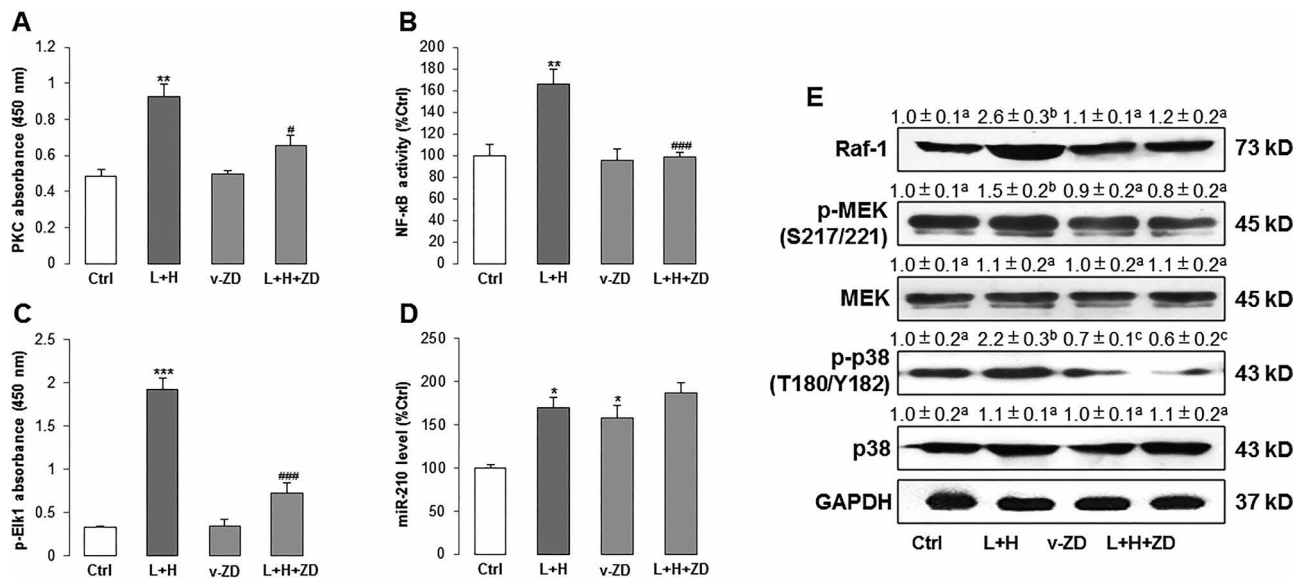 A
PKC absorbance (450 nm)
1.2
1
0.8
0.6
0.4
0.2
0
**
#
Ctrl L+H v-ZD L+H+ZD
B
NF-κB activity (%Ctrl)
200
180
160
140
120
100
80
60
40
20
0
**
###
Ctrl L+H v-ZD L+H+ZD
C
p-Elk1 absorbance (450 nm)
2.5
2
1.5
1
0.5
0
***
###
Ctrl L+H v-ZD L+H+ZD
D
miR-210 level (%Ctrl)
250
200
150
100
50
0
*
*
Ctrl L+H v-ZD L+H+ZD
E
1.0 ± 0.1ᵃ 2.6 ± 0.3ᵇ 1.1 ± 0.1ᵃ 1.2 ± 0.2ᵃ
Raf-1 73 kD
1.0 ± 0.1ᵃ 1.5 ± 0.2ᵇ 0.9 ± 0.2ᵃ 0.8 ± 0.2ᵃ
p-MEK
(S217/221) 45 kD
1.0 ± 0.1ᵃ 1.1 ± 0.2ᵃ 1.0 ± 0.2ᵃ 1.1 ± 0.2ᵃ
MEK 45 kD
1.0 ± 0.2ᵃ 2.2 ± 0.3ᵇ 0.7 ± 0.1ᶜ 0.6 ± 0.2ᶜ
p-p38
(T180/Y182) 43 kD
1.0 ± 0.2ᵃ 1.1 ± 0.1ᵃ 1.0 ± 0.1ᵃ 1.1 ± 0.2ᵃ
p38 43 kD
GAPDH 37 kD
Ctrl L+H v-ZD L+H+ZD